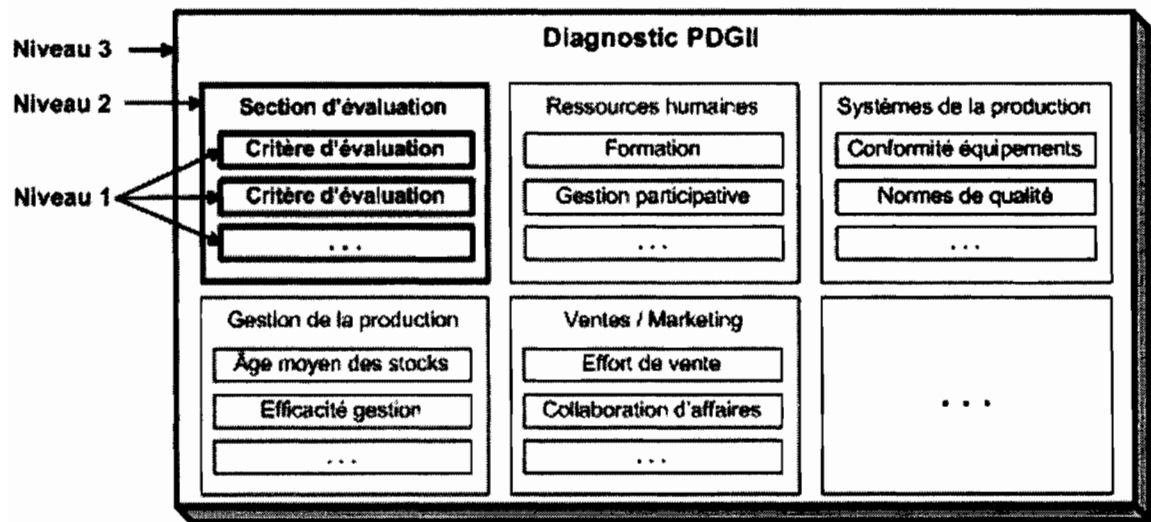 Diagnostic PDGII
Niveau 3
Niveau 2
Niveau 1
Section d'évaluation
Critère d'évaluation
Critère d'évaluation
...
Ressources humaines
Formation
Gestion participative
...
Systèmes de la production
Conformité équipements
Normes de qualité
...
Gestion de la production
Âge moyen des stocks
Efficacité gestion
...
Ventes / Marketing
Effort de vente
Collaboration d'affaires
...
...